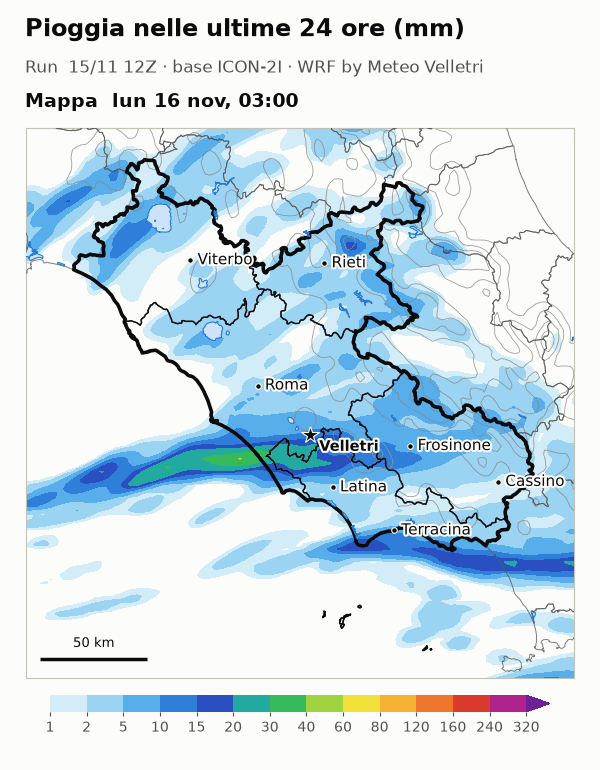 Pioggia nelle ultime 24 ore (mm)
Run  15/11 12Z · base ICON-2I · WRF by Meteo Velletri
Mappa  lun 16 nov, 03:00
Viterbo
Rieti
Roma
Velletri
Frosinone
Latina
Cassino
Terracina
50 km
1 2 5 10 15 20 30 40 60 80 120 160 240 320